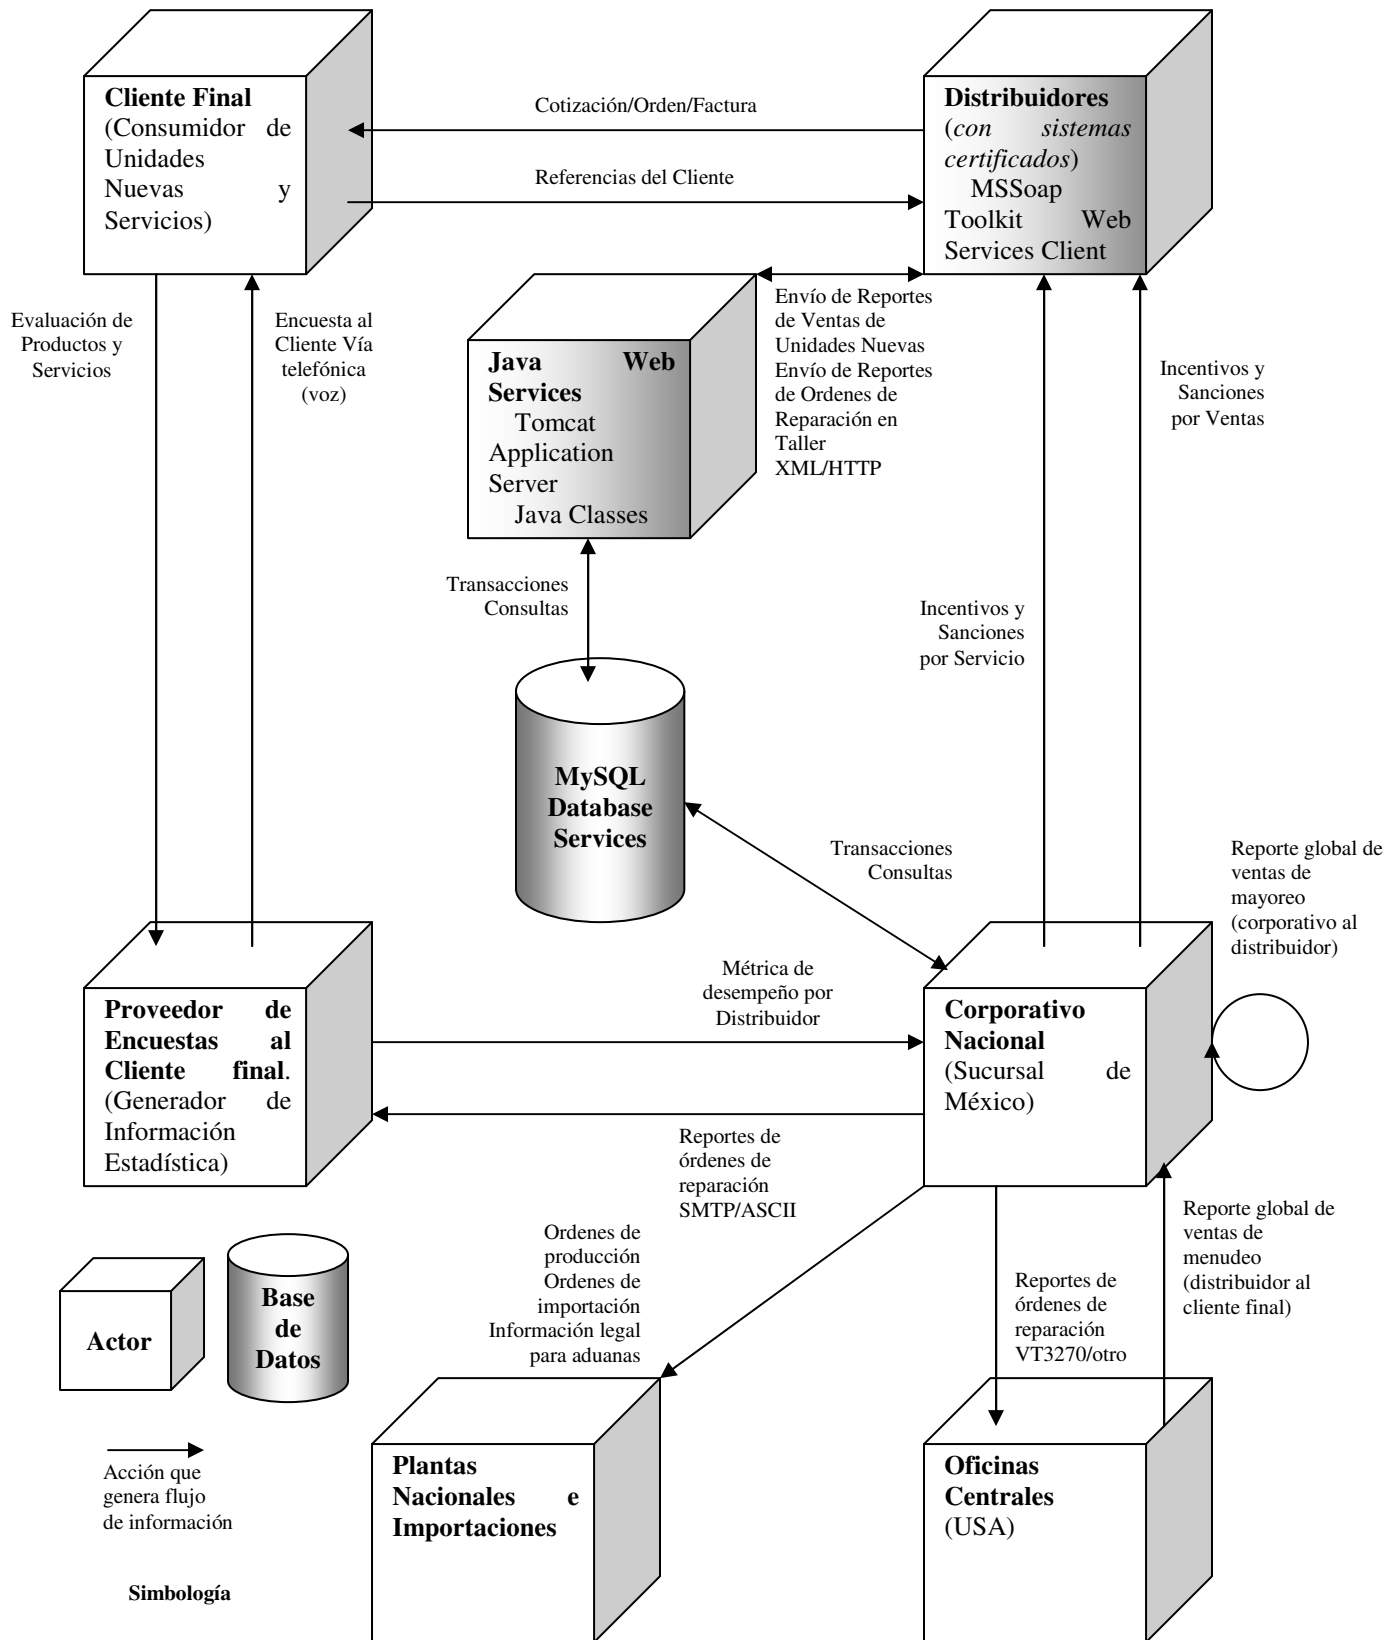 Cliente Final
(Consumidor de
Unidades
Nuevas y
Servicios)
Cotización/Orden/Factura
Referencias del Cliente
Distribuidores
(con sistemas
certificados)
MSSoap
Toolkit Web
Services Client
Evaluación de
Productos y
Servicios
Encuesta al
Cliente Vía
telefónica
(voz)
Java Web
Services
Tomcat
Application
Server
Java Classes
Envío de Reportes
de Ventas de
Unidades Nuevas
Envío de Reportes
de Ordenes de
Reparación en
Taller
XML/HTTP
Incentivos y
Sanciones
por Ventas
Transacciones
Consultas
Incentivos y
Sanciones
por Servicio
MySQL
Database
Services
Transacciones
Consultas
Reporte global de
ventas de
mayoreo
(corporativo al
distribuidor)
Proveedor de
Encuestas al
Cliente final.
(Generador de
Información
Estadística)
Métrica de
desempeño por
Distribuidor
Corporativo
Nacional
(Sucursal de
México)
Reportes de
órdenes de
reparación
SMTP/ASCII
Ordenes de
producción
Ordenes de
importación
Información legal
para aduanas
Reportes de
órdenes de
reparación
VT3270/otro
Reporte global de
ventas de
menudeo
(distribuidor al
cliente final)
Actor
Base
de
Datos
Acción que
genera flujo
de información
Simbología
Plantas
Nacionales e
Importaciones
Oficinas
Centrales
(USA)